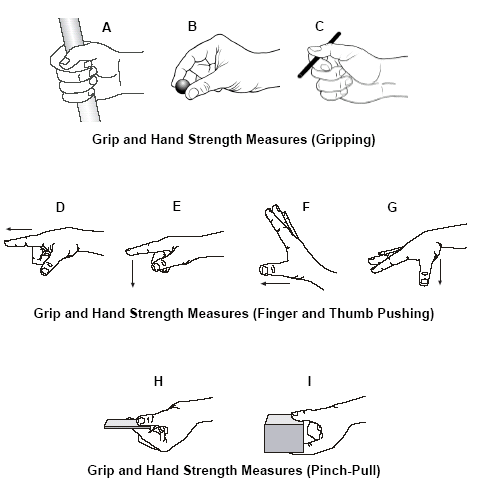 A B C
Grip and Hand Strength Measures (Gripping)
D E F G
Grip and Hand Strength Measures (Finger and Thumb Pushing)
H I
Grip and Hand Strength Measures (Pinch-Pull)